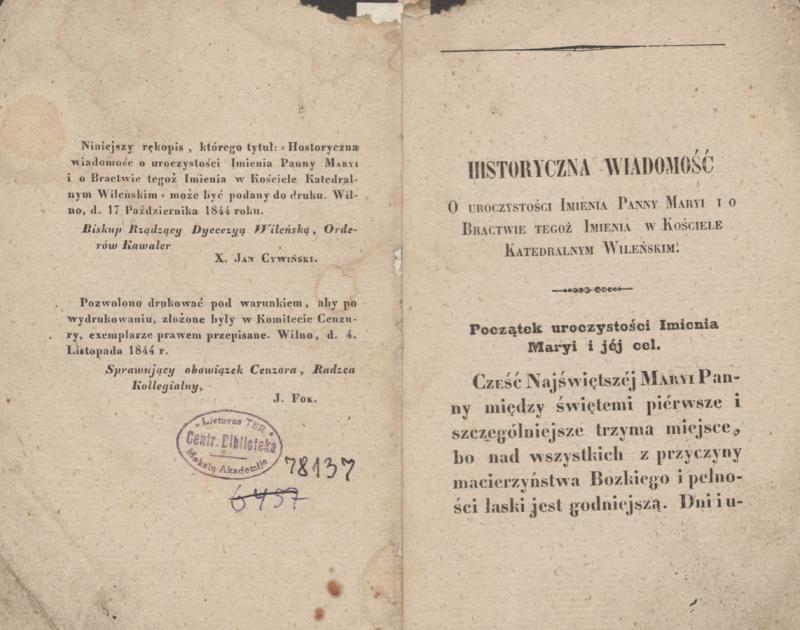 Niniejszy rękopis, którego tytuł: »Hostoryczna
wiadomość o uroczystości Imienia Panny MARYI
i o Bractwie tegoż Imienia w Kościele Katedral-
nym Wileńskim« może być podany do druku. Wil-
no, d. 17 Października 1844 roku.
Biskup Rządzący Dyecezyą Wileńską, Orde-
rów Kawaler
X. JAN CYWIŃSKI.
Pozwolono drukować pod warunkiem, aby po
wydrukowaniu, złożone były w Komitecie Cenzu-
ry, exemplarze prawem przepisane. Wilno, d. 4.
Listopada 1844 r.
Sprawujący obowiązek Cenzora, Radzca
Kollegialny,
J. FOK.
Lietuvos TSR
Centr. Biblioteka
Mokslų Akademija
78137
6457
HISTORYCZNA WIADOMOŚĆ
O UROCZYSTOŚCI IMIENIA PANNY MARYI I O
BRACTWIE TEGOŻ IMIENIA W KOŚCIELE
KATEDRALNYM WILEŃSKIM.
Początek uroczystości Imienia
Maryi i jéj cel.
CZEŚĆ Najświętszéj MARYI Pan-
ny między świętemi piérwsze i
szczególniejsze trzyma miejsce,
bo nad wszystkich z przyczyny
macierzyństwa Bozkiego i pełno-
ści łaski jest godniejszą. Dni i u-